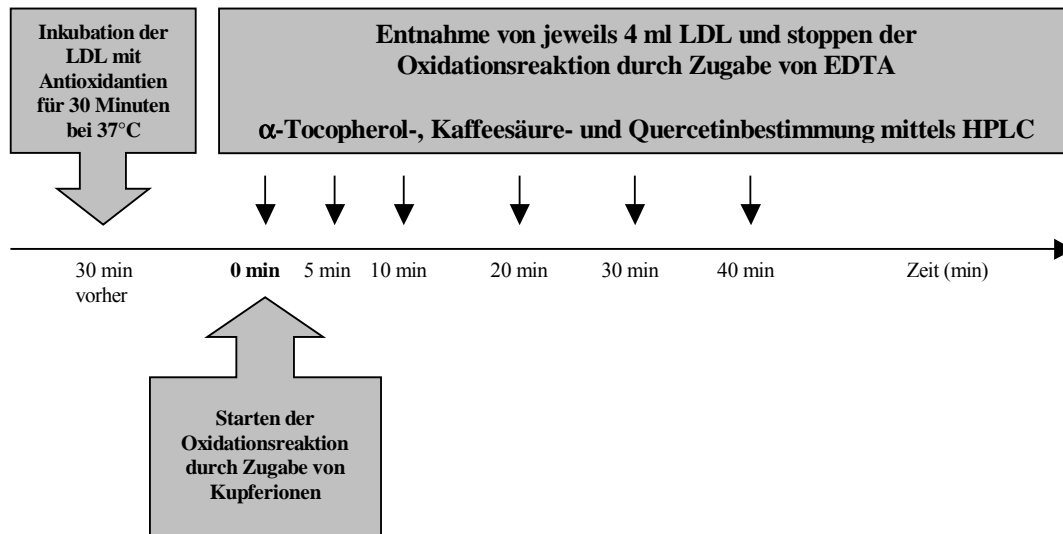 Inkubation der
LDL mit
Antioxidantien
für 30 Minuten
bei 37°C
Entnahme von jeweils 4 ml LDL und stoppen der
Oxidationsreaktion durch Zugabe von EDTA
α-Tocopherol-, Kaffeesäure- und Quercetinbestimmung mittels HPLC
30 min
vorher
0 min
5 min
10 min
20 min
30 min
40 min
Zeit (min)
Starten der
Oxidationsreaktion
durch Zugabe von
Kupferionen